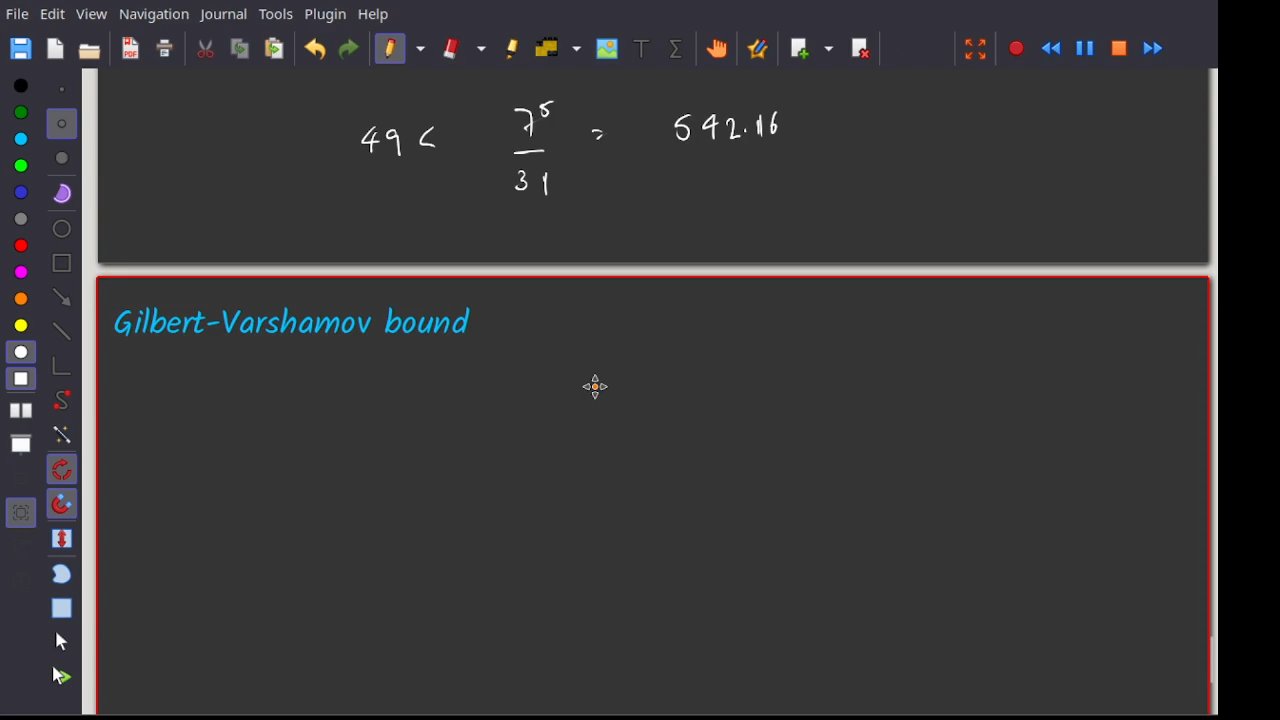 File Edit View Navigation Journal Tools Plugin Help
49 < 7^5/31 = 542.16
Gilbert-Varshamov bound